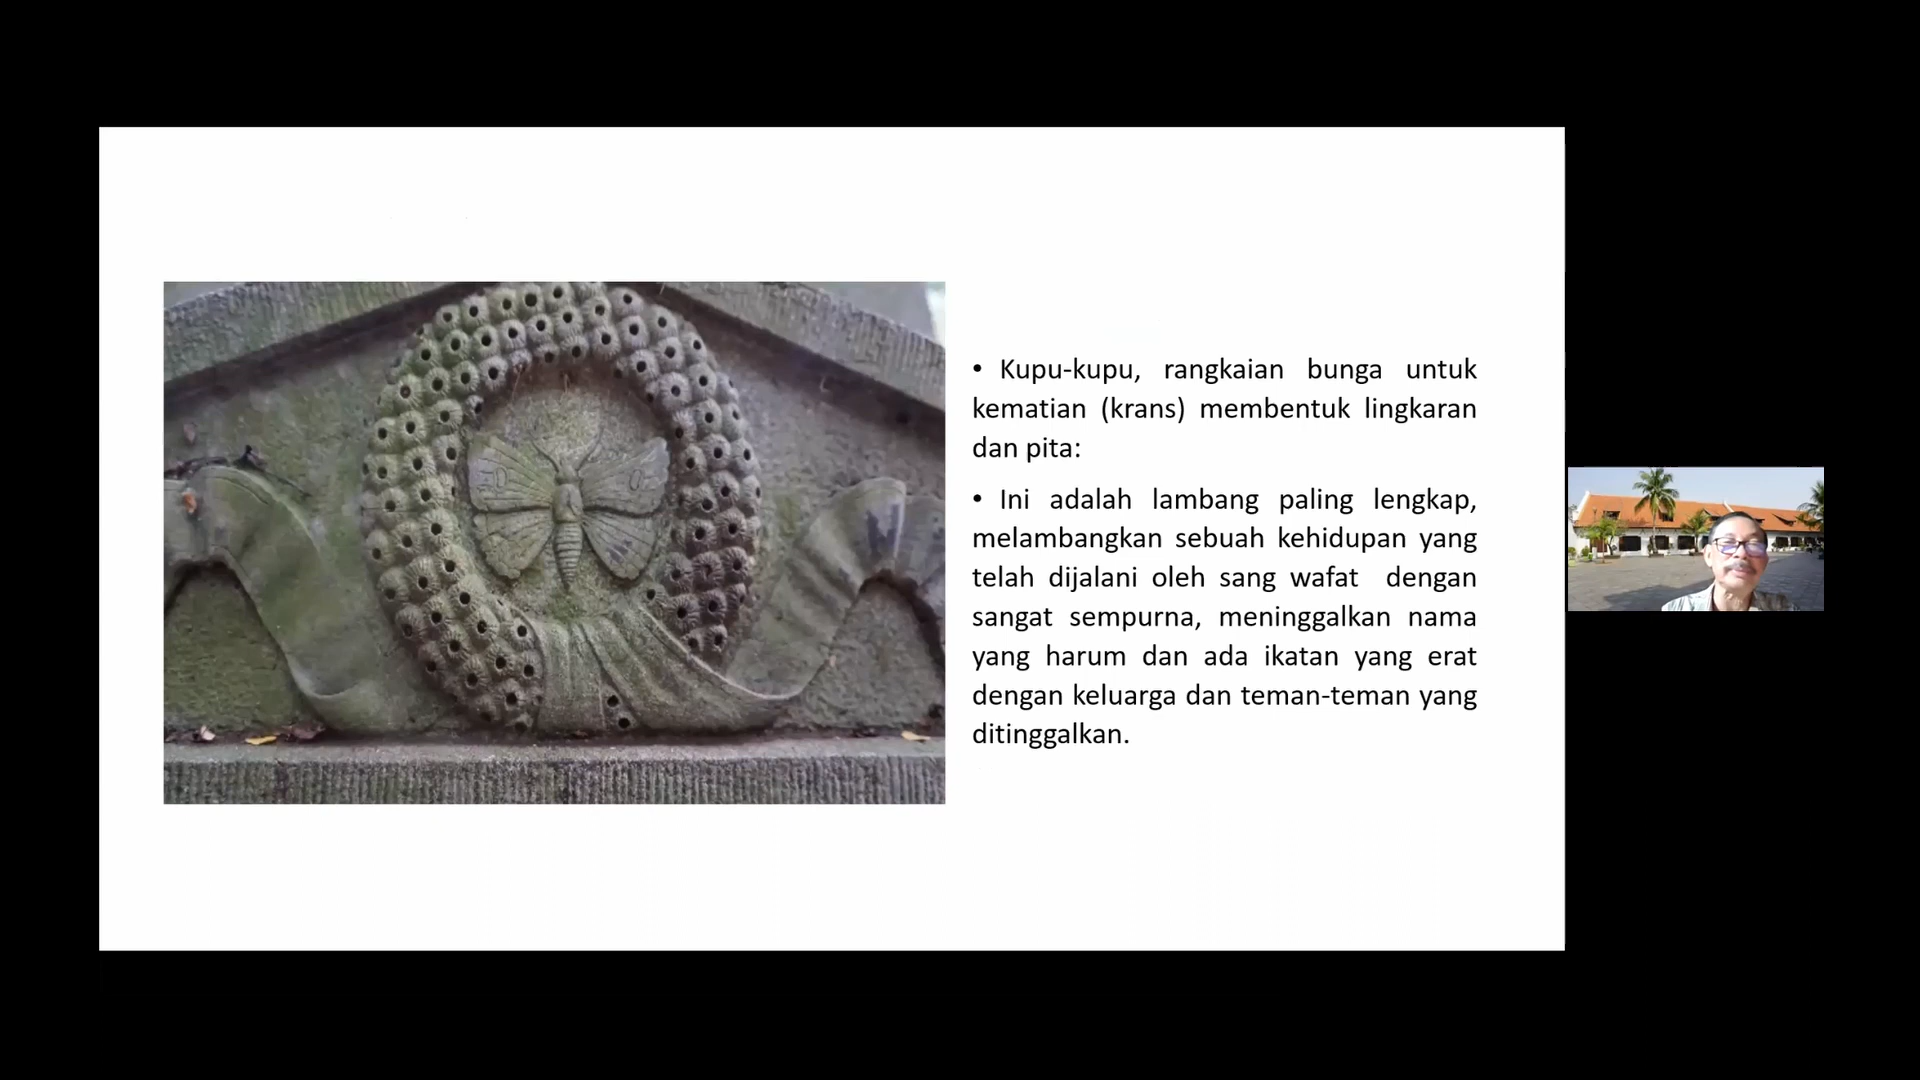 • Kupu-kupu, rangkaian bunga untuk
kematian (krans) membentuk lingkaran
dan pita:
• Ini adalah lambang paling lengkap,
melambangkan sebuah kehidupan yang
telah dijalani oleh sang wafat dengan
sangat sempurna, meninggalkan nama
yang harum dan ada ikatan yang erat
dengan keluarga dan teman-teman yang
ditinggalkan.